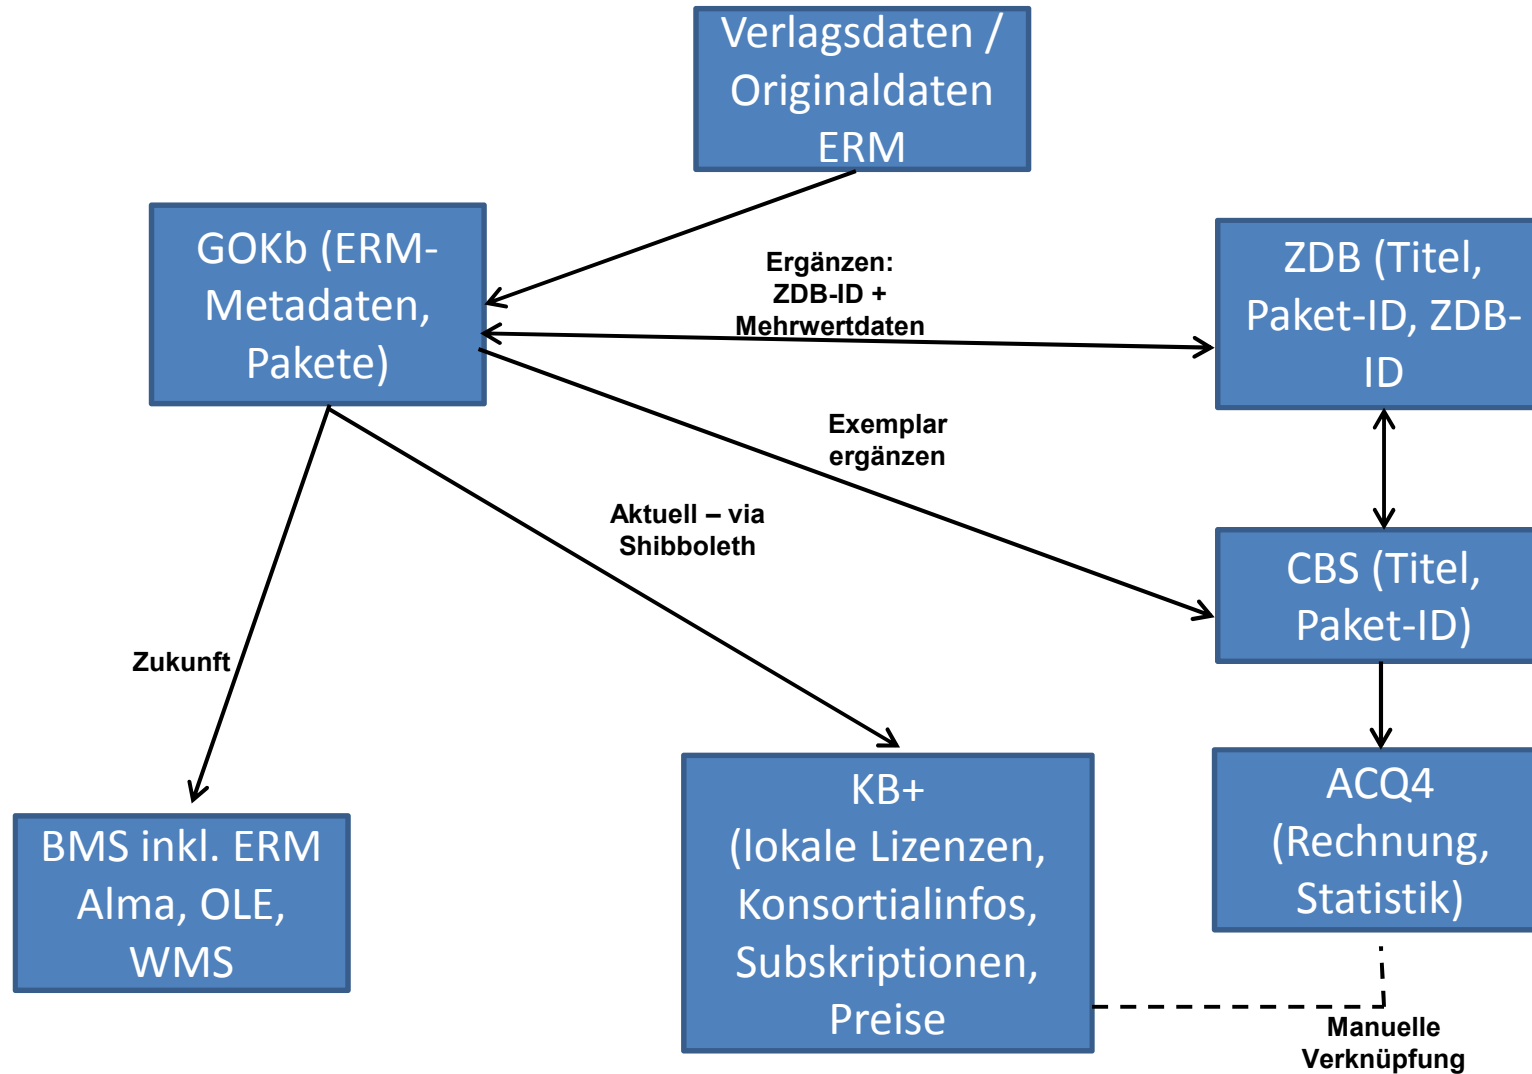 Verlagsdaten /
Originaldaten
ERM
GOKb (ERM-
Metadaten,
Pakete)
Ergänzen:
ZDB-ID +
Mehrwertdaten
ZDB (Titel,
Paket-ID, ZDB-
ID
Exemplar
ergänzen
Aktuell – via
Shibboleth
CBS (Titel,
Paket-ID)
Zukunft
BMS inkl. ERM
Alma, OLE,
WMS
KB+
(lokale Lizenzen,
Konsortialinfos,
Subskriptionen,
Preise
ACQ4
(Rechnung,
Statistik)
Manuelle
Verknüpfung